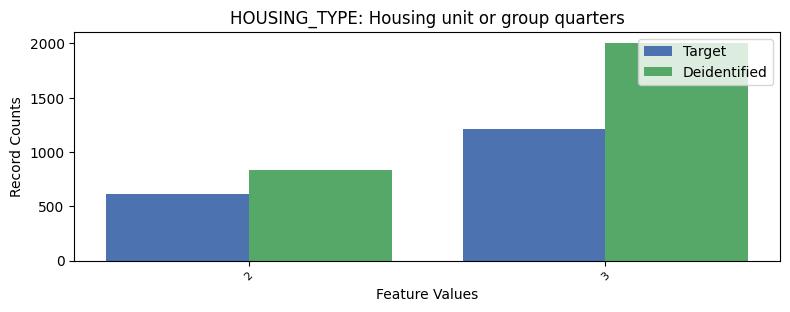 HOUSING_TYPE: Housing unit or group quarters
Target
Deidentified
2000
1500
1000
500
0
Record Counts
2
3
Feature Values